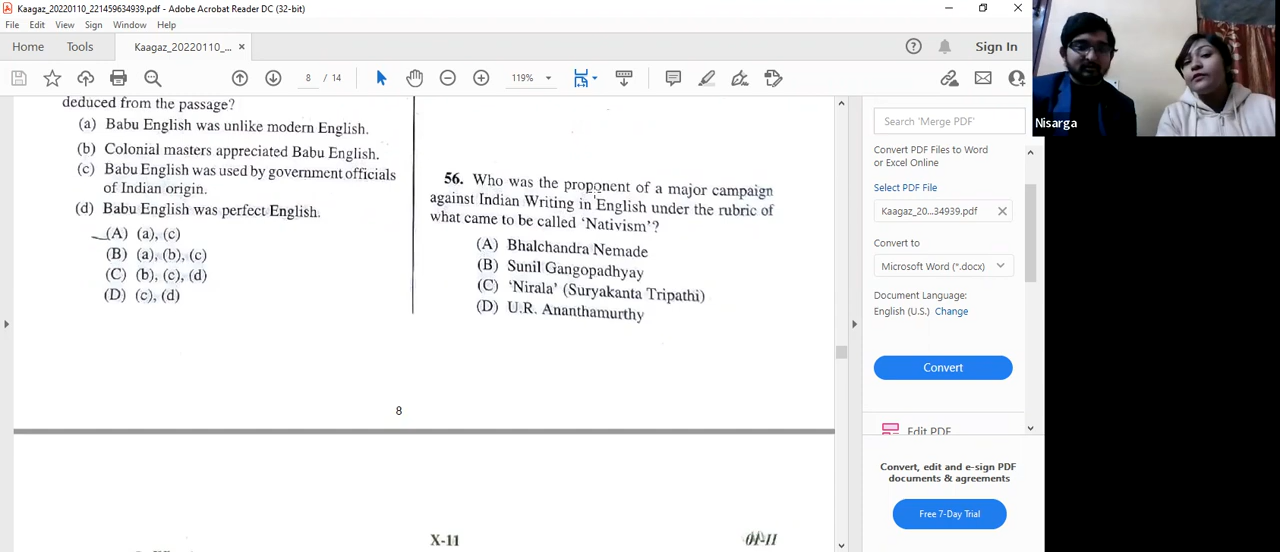 Kaagaz_20220110_221459634939.pdf - Adobe Acrobat Reader DC (32-bit)
File Edit View Sign Window Help
Home Tools Kaagaz_20220110_... × Sign In
8 / 14 119%
deduced from the passage?
(a) Babu English was unlike modern English.
(b) Colonial masters appreciated Babu English.
(c) Babu English was used by government officials
of Indian origin.
(d) Babu English was perfect English.
(A) (a), (c)
(B) (a), (b), (c)
(C) (b), (c), (d)
(D) (c), (d)
56. Who was the proponent of a major campaign
against Indian Writing in English under the rubric of
what came to be called ‘Nativism’?
(A) Bhalchandra Nemade
(B) Sunil Gangopadhyay
(C) ‘Nirala’ (Suryakanta Tripathi)
(D) U.R. Ananthamurthy
8
X-11
01-11
Search 'Merge PDF'
Convert PDF Files to Word
or Excel Online
Select PDF File
Kaagaz_20...34939.pdf
Convert to
Microsoft Word (*.docx)
Document Language:
English (U.S.) Change
Convert
Edit PDF
Convert, edit and e-sign PDF
documents & agreements
Free 7-Day Trial
Nisarga